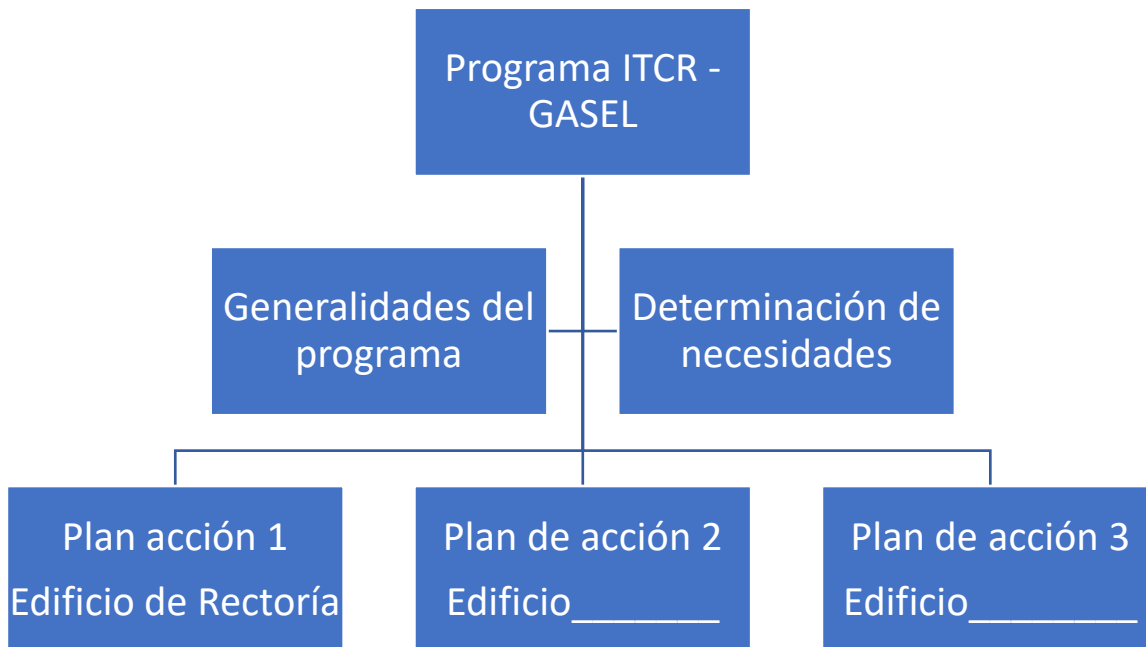 Programa ITCR -
GASEL
Generalidades del
programa
Determinación de
necesidades
Plan acción 1
Edificio de Rectoría
Plan de acción 2
Edificio_______
Plan de acción 3
Edificio________